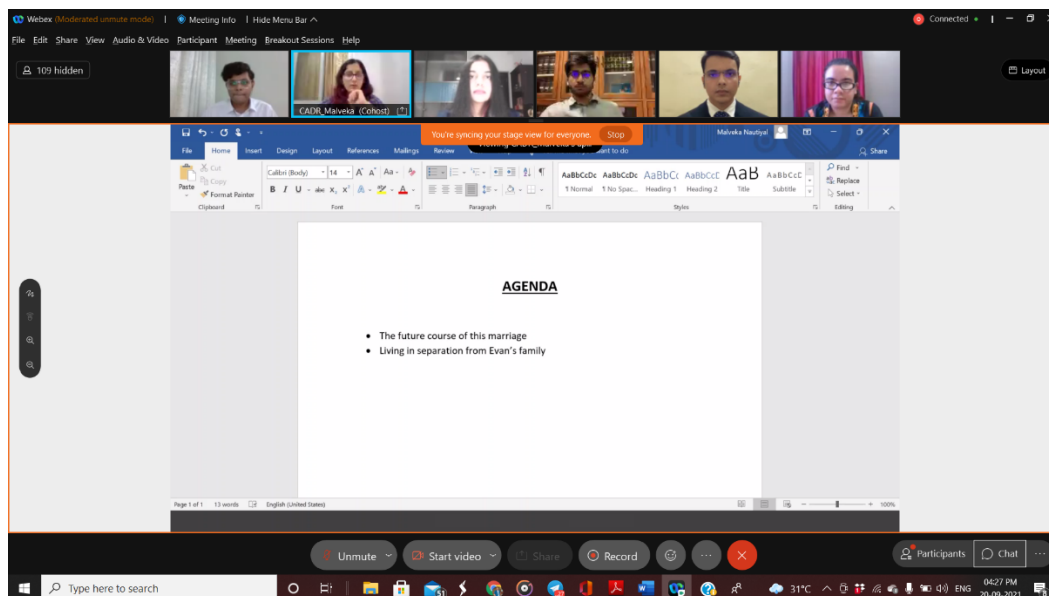 Webex (Moderated unmute mode) | Meeting Info | Hide Menu Bar
Connected
File Edit Share View Audio & Video Participant Meeting Breakout Sessions Help
109 hidden
Layout
CADR_Malveka (Cohost)
You're syncing your stage view for everyone. Stop
Malveka Nautiyal
File Home Insert Design Layout References Mailings Review View
Share
Paste
Cut
Copy
Format Painter
Clipboard
Calibri (Body) 14
Font
Paragraph
AaBbCcDc AaBbCcDc AaBbCc AaBbCcC AaB AaBbCcC
¶ Normal ¶ No Spac... Heading 1 Heading 2 Title Subtitle
Styles
Find
Replace
Select
Editing
AGENDA
• The future course of this marriage
• Living in separation from Evan's family
Page 1 of 1 13 words English (United States)
100%
Unmute Start video Share Record
Participants Chat
Type here to search
31°C ENG
04:27 PM
20-09-2021